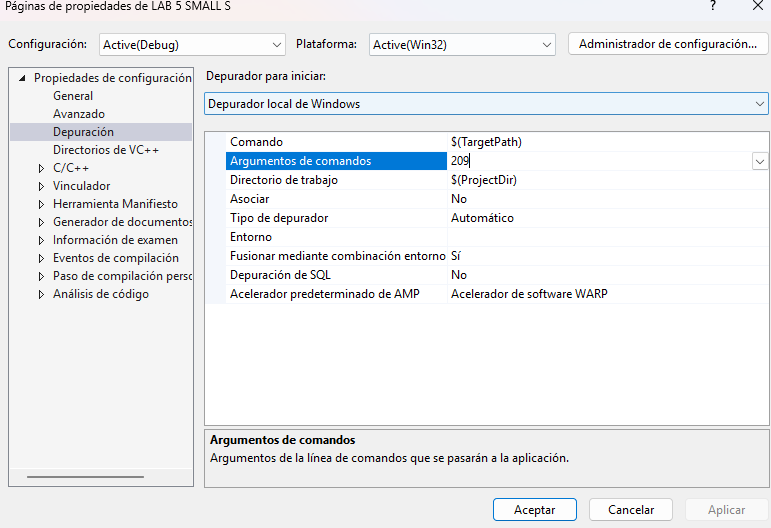 Páginas de propiedades de LAB 5 SMALL S
?
Configuración: Active(Debug) Plataforma: Active(Win32) Administrador de configuración...
Propiedades de configuración
General
Avanzado
Depuración
Directorios de VC++
C/C++
Vinculador
Herramienta Manifiesto
Generador de documentos
Información de examen
Eventos de compilación
Paso de compilación perso
Análisis de código
Depurador para iniciar:
Depurador local de Windows
Comando $(TargetPath)
Argumentos de comandos 209
Directorio de trabajo $(ProjectDir)
Asociar No
Tipo de depurador Automático
Entorno
Fusionar mediante combinación entorno Sí
Depuración de SQL No
Acelerador predeterminado de AMP Acelerador de software WARP
Argumentos de comandos
Argumentos de la línea de comandos que se pasarán a la aplicación.
Aceptar Cancelar Aplicar